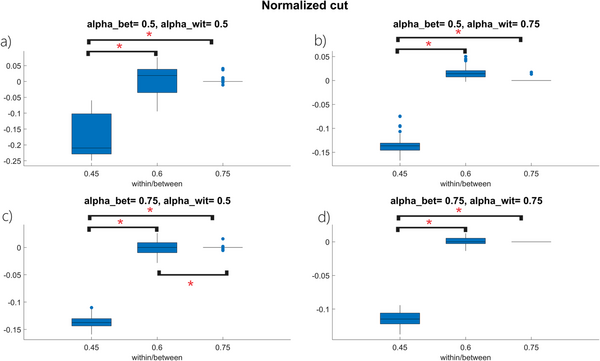 Normalized cut
a)
alpha_bet= 0.5, alpha_wit= 0.5
*
*
0.05
0
-0.05
-0.1
-0.15
-0.2
-0.25
0.45 0.6 0.75
within/between
b)
alpha_bet= 0.5, alpha_wit= 0.75
*
*
0.05
0
-0.05
-0.1
-0.15
0.45 0.6 0.75
within/between
c)
alpha_bet= 0.75, alpha_wit= 0.5
*
*
*
0
-0.05
-0.1
-0.15
0.45 0.6 0.75
within/between
d)
alpha_bet= 0.75, alpha_wit= 0.75
*
*
0
-0.05
-0.1
0.45 0.6 0.75
within/between